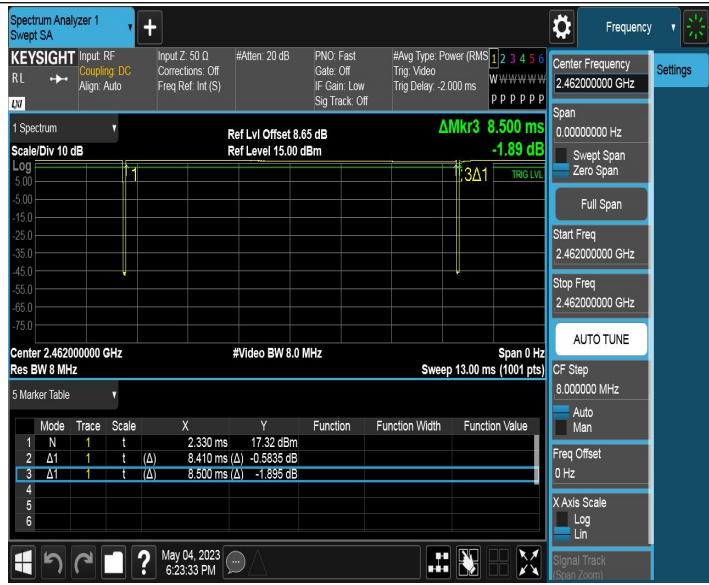 Spectrum Analyzer 1
Swept SA
Frequency
KEYSIGHT Input: RF Input Z: 50 Ω #Atten: 20 dB PNO: Fast #Avg Type: Power (RMS 1 2 3 4 5 6
RL Coupling: DC Corrections: Off Gate: Off Trig: Video W W W W W W
Align: Auto Freq Ref: Int (S) IF Gain: Low Trig Delay: -2.000 ms
LXI Sig Track: Off P P P P P P
1 Spectrum
Ref Lvl Offset 8.65 dB ΔMkr3 8.500 ms
Scale/Div 10 dB Ref Level 15.00 dBm -1.89 dB
Log
1 3Δ1 TRIG LVL
5.00
-5.00
-15.0
-25.0
-35.0
-45.0
-55.0
-65.0
-75.0
Center 2.462000000 GHz #Video BW 8.0 MHz Span 0 Hz
Res BW 8 MHz Sweep 13.00 ms (1001 pts)
5 Marker Table
Mode Trace Scale X Y Function Function Width Function Value
1 N 1 t 2.330 ms 17.32 dBm
2 Δ1 1 t (Δ) 8.410 ms (Δ) -0.5835 dB
3 Δ1 1 t (Δ) 8.500 ms (Δ) -1.895 dB
4
5
6
May 04, 2023
6:23:33 PM
Center Frequency
2.462000000 GHz
Settings
Span
0.00000000 Hz
Swept Span
Zero Span
Full Span
Start Freq
2.462000000 GHz
Stop Freq
2.462000000 GHz
AUTO TUNE
CF Step
8.000000 MHz
Auto
Man
Freq Offset
0 Hz
X Axis Scale
Log
Lin
Signal Track
(Span Zoom)